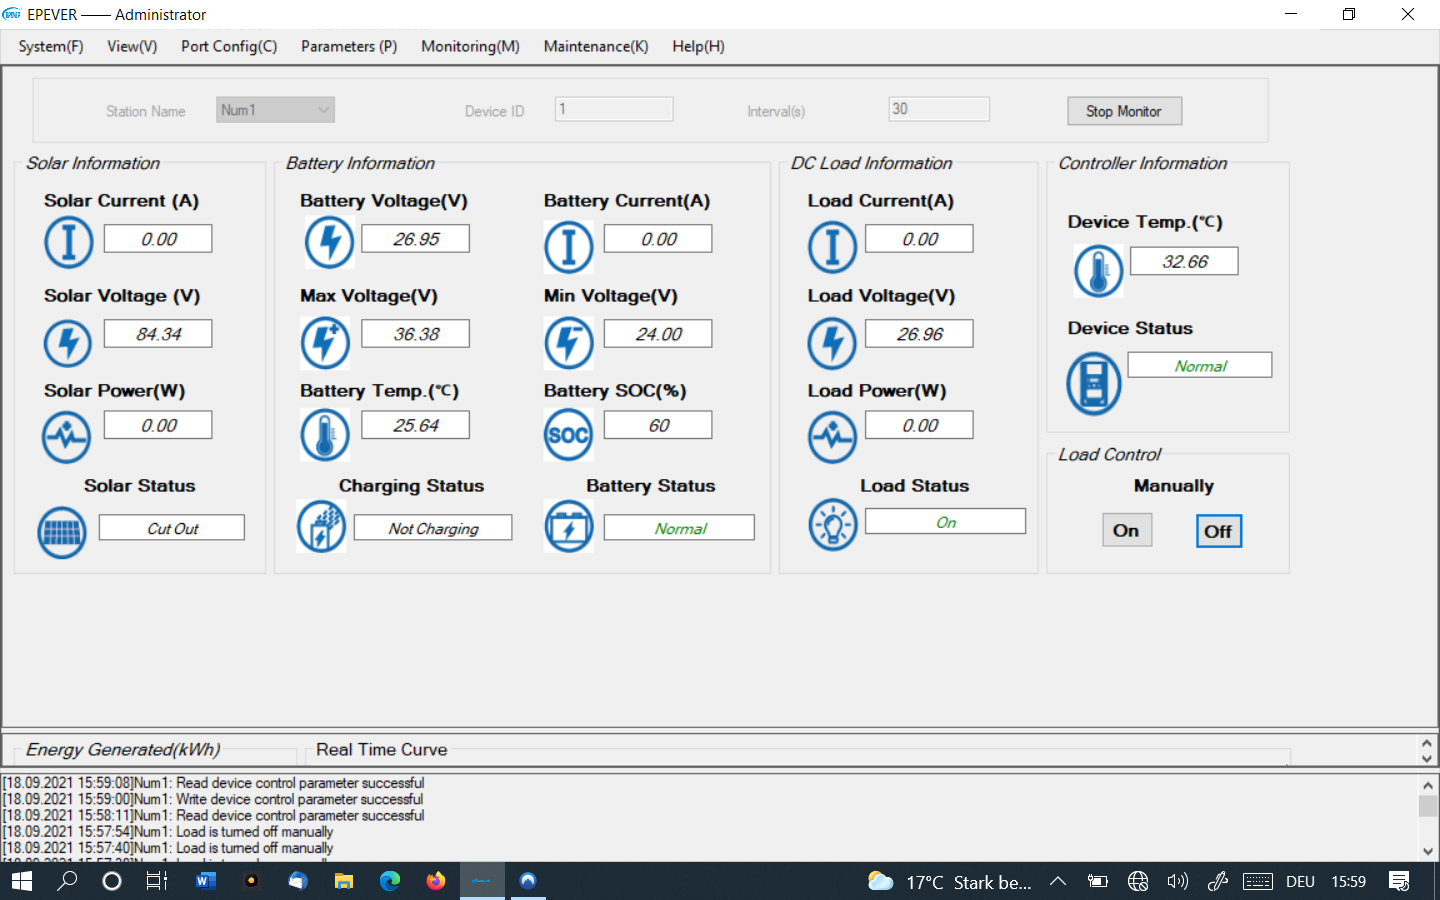 EPEVER
EPEVER —— Administrator
System(F) View(V) Port Config(C) Parameters (P) Monitoring(M) Maintenance(K) Help(H)
Station Name Num1 Device ID 1 Interval(s) 30 Stop Monitor
Solar Information
Solar Current (A)
0.00
Solar Voltage (V)
84.34
Solar Power(W)
0.00
Solar Status
Cut Out
Battery Information
Battery Voltage(V) Battery Current(A)
26.95 0.00
Max Voltage(V) Min Voltage(V)
36.38 24.00
Battery Temp.(℃) Battery SOC(%)
25.64 SOC 60
Charging Status Battery Status
Not Charging Normal
DC Load Information
Load Current(A)
0.00
Load Voltage(V)
26.96
Load Power(W)
0.00
Load Status
On
Controller Information
Device Temp.(℃)
32.66
Device Status
Normal
Load Control
Manually
On Off
Energy Generated(kWh) Real Time Curve
[18.09.2021 15:59:08]Num1: Read device control parameter successful
[18.09.2021 15:59:00]Num1: Write device control parameter successful
[18.09.2021 15:58:11]Num1: Read device control parameter successful
[18.09.2021 15:57:54]Num1: Load is turned off manually
[18.09.2021 15:57:40]Num1: Load is turned off manually
17°C Stark be... DEU 15:59